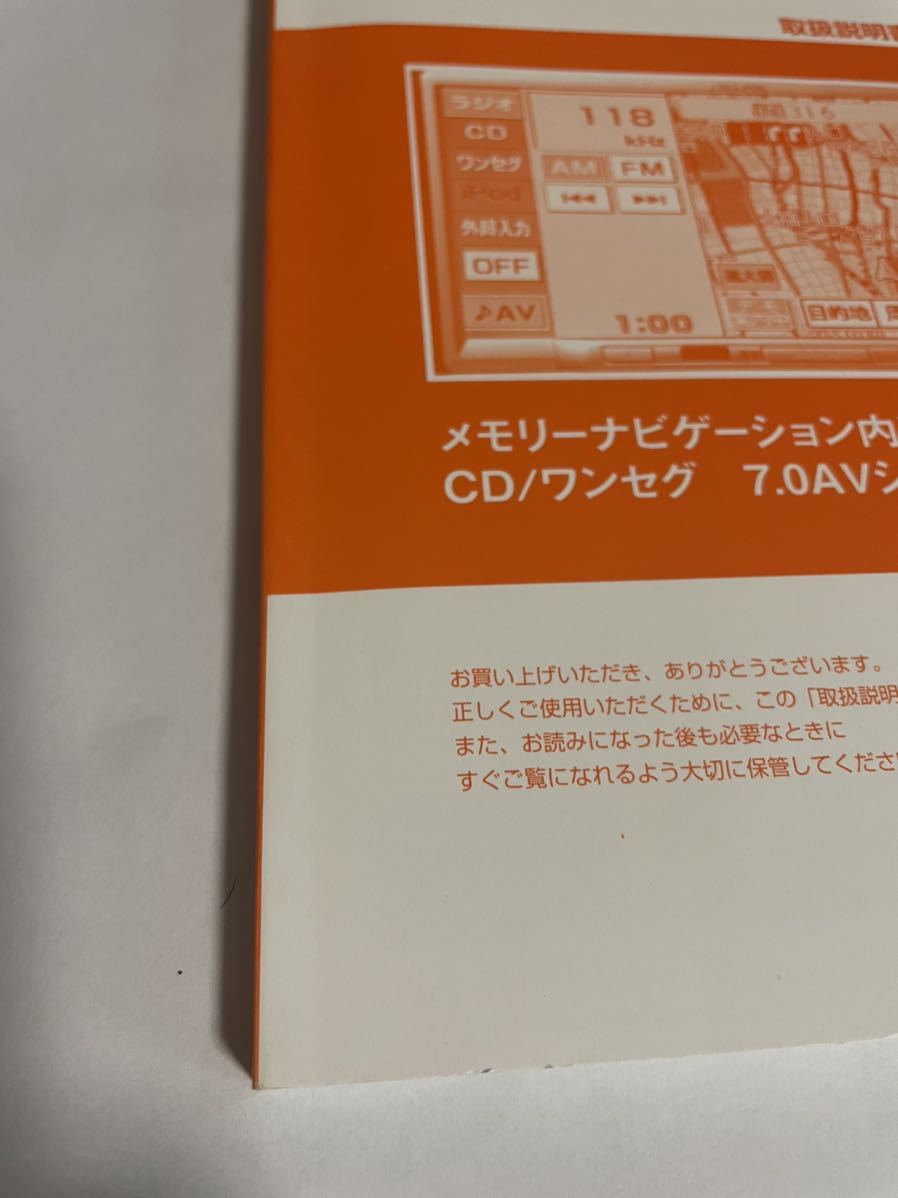 取扱説明書
ラジオ
CD
ワンセグ
iPod
外部入力
OFF
♪AV
118
kHz
AM FM
1:00
316
目的地
メモリーナビゲーション内
CD/ワンセグ 7.0AVシ
お買い上げいただき、ありがとうございます。
正しくご使用いただくために、この「取扱説明
また、お読みになった後も必要なときに
すぐご覧になれるよう大切に保管してくださ